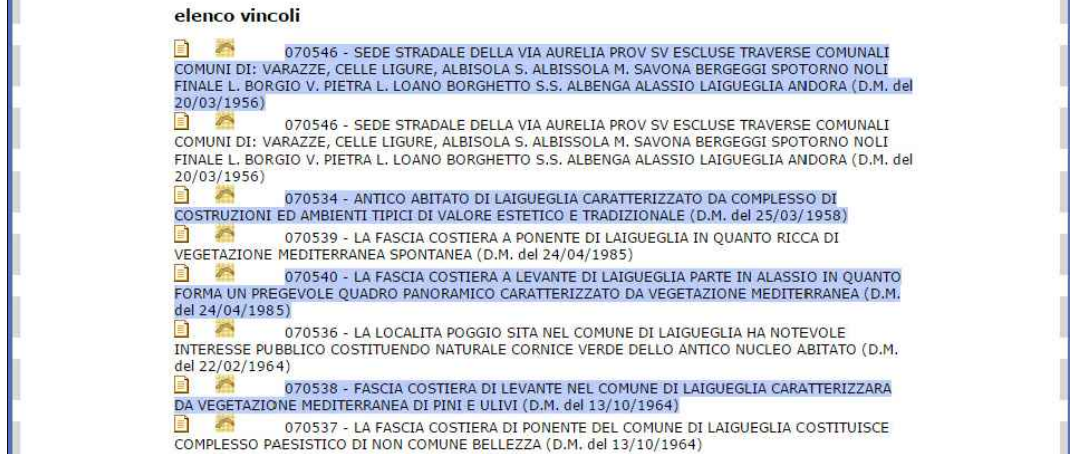 elenco vincoli
070546 - SEDE STRADALE DELLA VIA AURELIA PROV SV ESCLUSE TRAVERSE COMUNALI
COMUNI DI: VARAZZE, CELLE LIGURE, ALBISOLA S. ALBISSOLA M. SAVONA BERGEGGI SPOTORNO NOLI
FINALE L. BORGIO V. PIETRA L. LOANO BORGHETTO S.S. ALBENGA ALASSIO LAIGUEGLIA ANDORA (D.M. del
20/03/1956)
070546 - SEDE STRADALE DELLA VIA AURELIA PROV SV ESCLUSE TRAVERSE COMUNALI
COMUNI DI: VARAZZE, CELLE LIGURE, ALBISOLA S. ALBISSOLA M. SAVONA BERGEGGI SPOTORNO NOLI
FINALE L. BORGIO V. PIETRA L. LOANO BORGHETTO S.S. ALBENGA ALASSIO LAIGUEGLIA ANDORA (D.M. del
20/03/1956)
070534 - ANTICO ABITATO DI LAIGUEGLIA CARATTERIZZATO DA COMPLESSO DI
COSTRUZIONI ED AMBIENTI TIPICI DI VALORE ESTETICO E TRADIZIONALE (D.M. del 25/03/1958)
070539 - LA FASCIA COSTIERA A PONENTE DI LAIGUEGLIA IN QUANTO RICCA DI
VEGETAZIONE MEDITERRANEA SPONTANEA (D.M. del 24/04/1985)
070540 - LA FASCIA COSTIERA A LEVANTE DI LAIGUEGLIA PARTE IN ALASSIO IN QUANTO
FORMA UN PREGEVOLE QUADRO PANORAMICO CARATTERIZZATO DA VEGETAZIONE MEDITERRANEA (D.M.
del 24/04/1985)
070536 - LA LOCALITA POGGIO SITA NEL COMUNE DI LAIGUEGLIA HA NOTEVOLE
INTERESSE PUBBLICO COSTITUENDO NATURALE CORNICE VERDE DELLO ANTICO NUCLEO ABITATO (D.M.
del 22/02/1964)
070538 - FASCIA COSTIERA DI LEVANTE NEL COMUNE DI LAIGUEGLIA CARATTERIZZARA
DA VEGETAZIONE MEDITERRANEA DI PINI E ULIVI (D.M. del 13/10/1964)
070537 - LA FASCIA COSTIERA DI PONENTE DEL COMUNE DI LAIGUEGLIA COSTITUISCE
COMPLESSO PAESISTICO DI NON COMUNE BELLEZZA (D.M. del 13/10/1964)